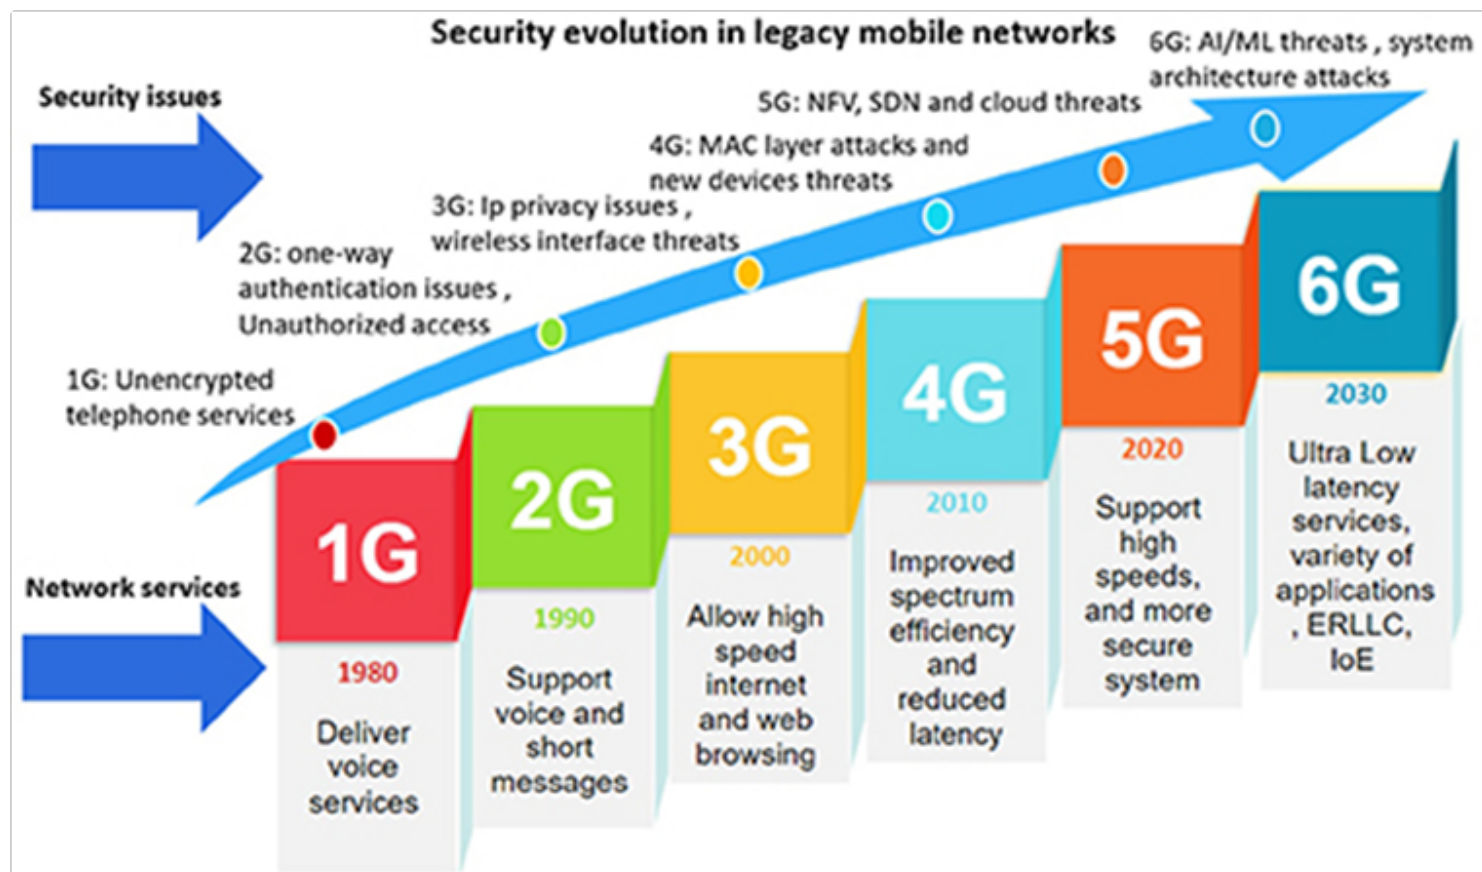 Security evolution in legacy mobile networks
Security issues
6G: AI/ML threats , system
architecture attacks
5G: NFV, SDN and cloud threats
4G: MAC layer attacks and
new devices threats
3G: Ip privacy issues ,
wireless interface threats
2G: one-way
authentication issues ,
Unauthorized access
1G: Unencrypted
telephone services
Network services
1G
1980
Deliver
voice
services
2G
1990
Support
voice and
short
messages
3G
2000
Allow high
speed
internet
and web
browsing
4G
2010
Improved
spectrum
efficiency
and
reduced
latency
5G
2020
Support
high
speeds,
and more
secure
system
6G
2030
Ultra Low
latency
services,
variety of
applications
, ERLLC,
IoE